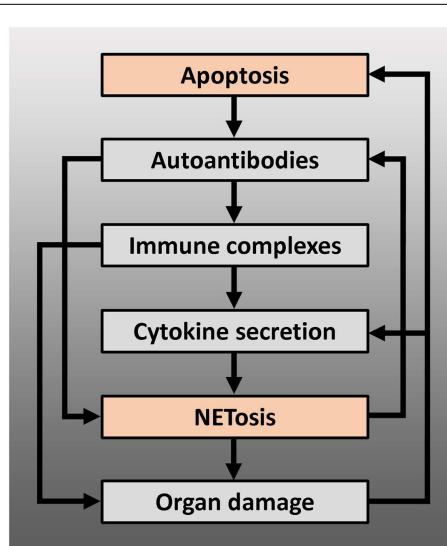 Apoptosis
Autoantibodies
Immune complexes
Cytokine secretion
NETosis
Organ damage